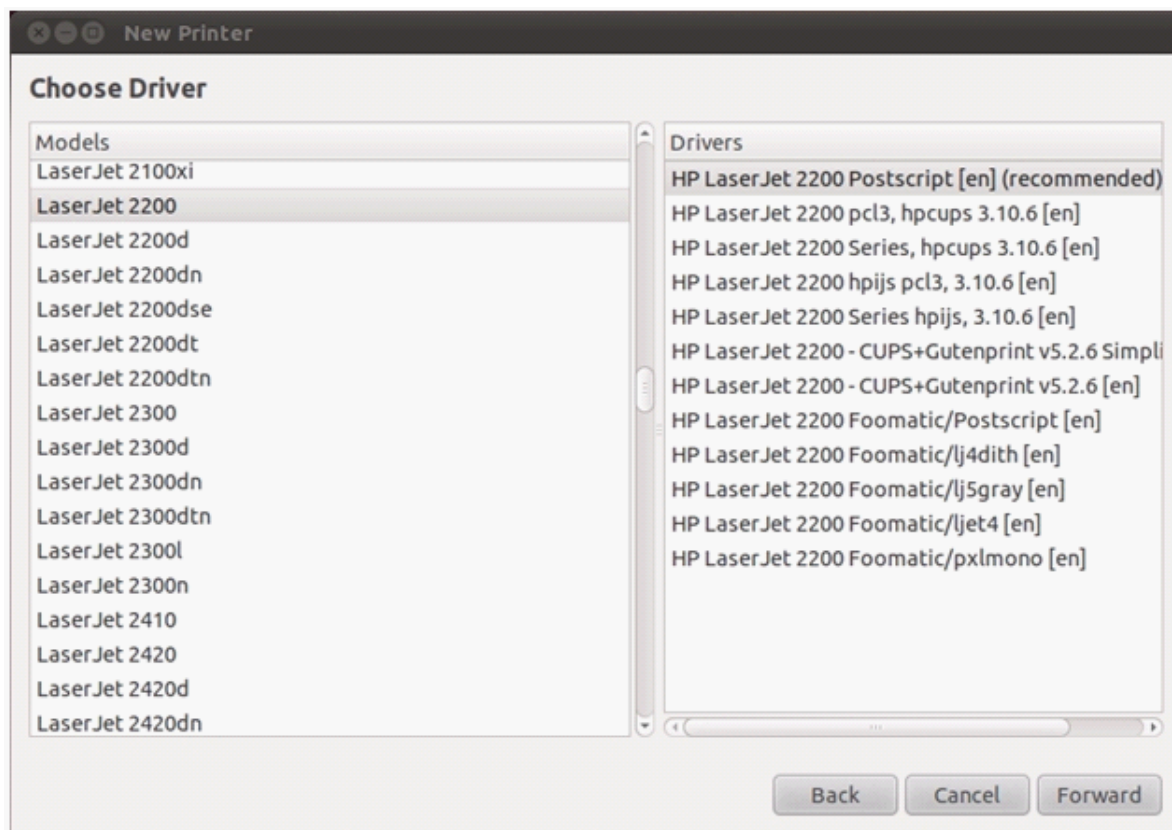 New Printer
Choose Driver
Models
LaserJet 2100xi
LaserJet 2200
LaserJet 2200d
LaserJet 2200dn
LaserJet 2200dse
LaserJet 2200dt
LaserJet 2200dtn
LaserJet 2300
LaserJet 2300d
LaserJet 2300dn
LaserJet 2300dtn
LaserJet 2300l
LaserJet 2300n
LaserJet 2410
LaserJet 2420
LaserJet 2420d
LaserJet 2420dn
Drivers
HP LaserJet 2200 Postscript [en] (recommended)
HP LaserJet 2200 pcl3, hpcups 3.10.6 [en]
HP LaserJet 2200 Series, hpcups 3.10.6 [en]
HP LaserJet 2200 hpijs pcl3, 3.10.6 [en]
HP LaserJet 2200 Series hpijs, 3.10.6 [en]
HP LaserJet 2200 - CUPS+Gutenprint v5.2.6 Simpli
HP LaserJet 2200 - CUPS+Gutenprint v5.2.6 [en]
HP LaserJet 2200 Foomatic/Postscript [en]
HP LaserJet 2200 Foomatic/lj4dith [en]
HP LaserJet 2200 Foomatic/lj5gray [en]
HP LaserJet 2200 Foomatic/ljet4 [en]
HP LaserJet 2200 Foomatic/pxlmono [en]
Back Cancel Forward